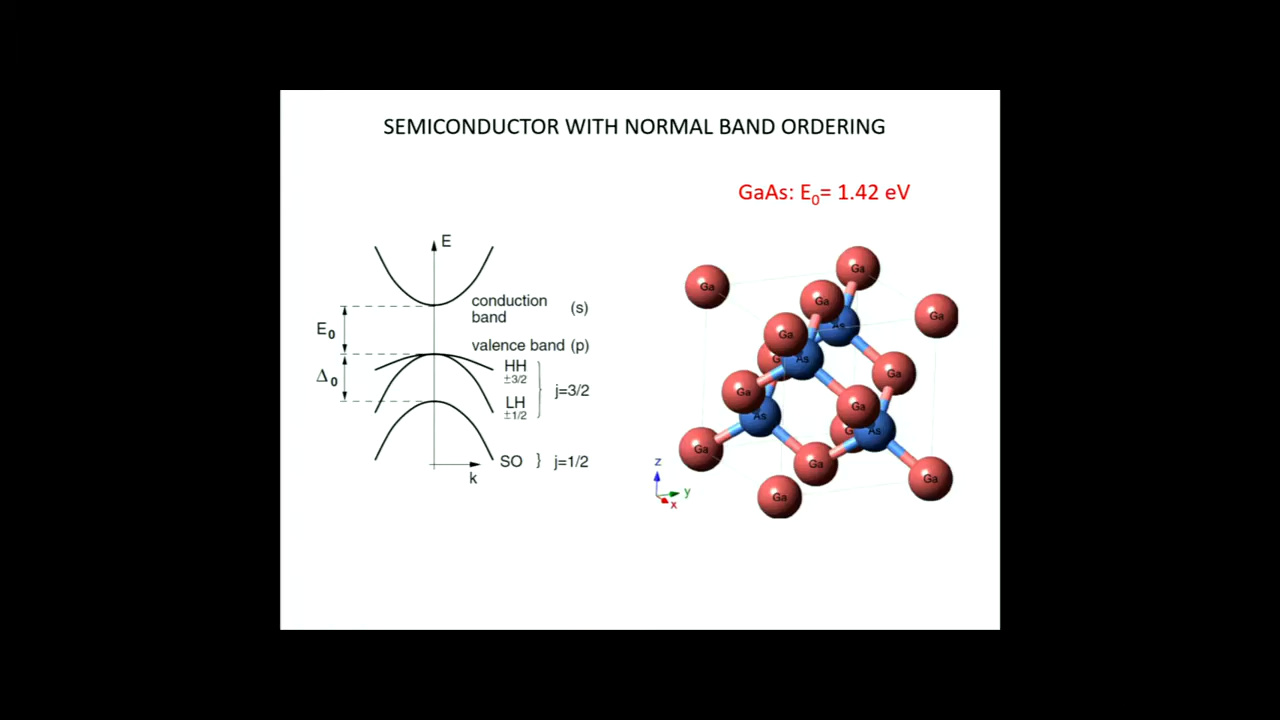 SEMICONDUCTOR WITH NORMAL BAND ORDERING
GaAs: E₀= 1.42 eV
E
conduction
band (s)
E₀
valence band (p)
HH
±3/2
Δ₀
j=3/2
LH
±1/2
SO } j=1/2
k
Ga
Ga
Ga
Ga
Ga
As
As
G
Ga
Ga
Ga
As
G
As
Ga
Ga
Ga
Ga
z
y
x